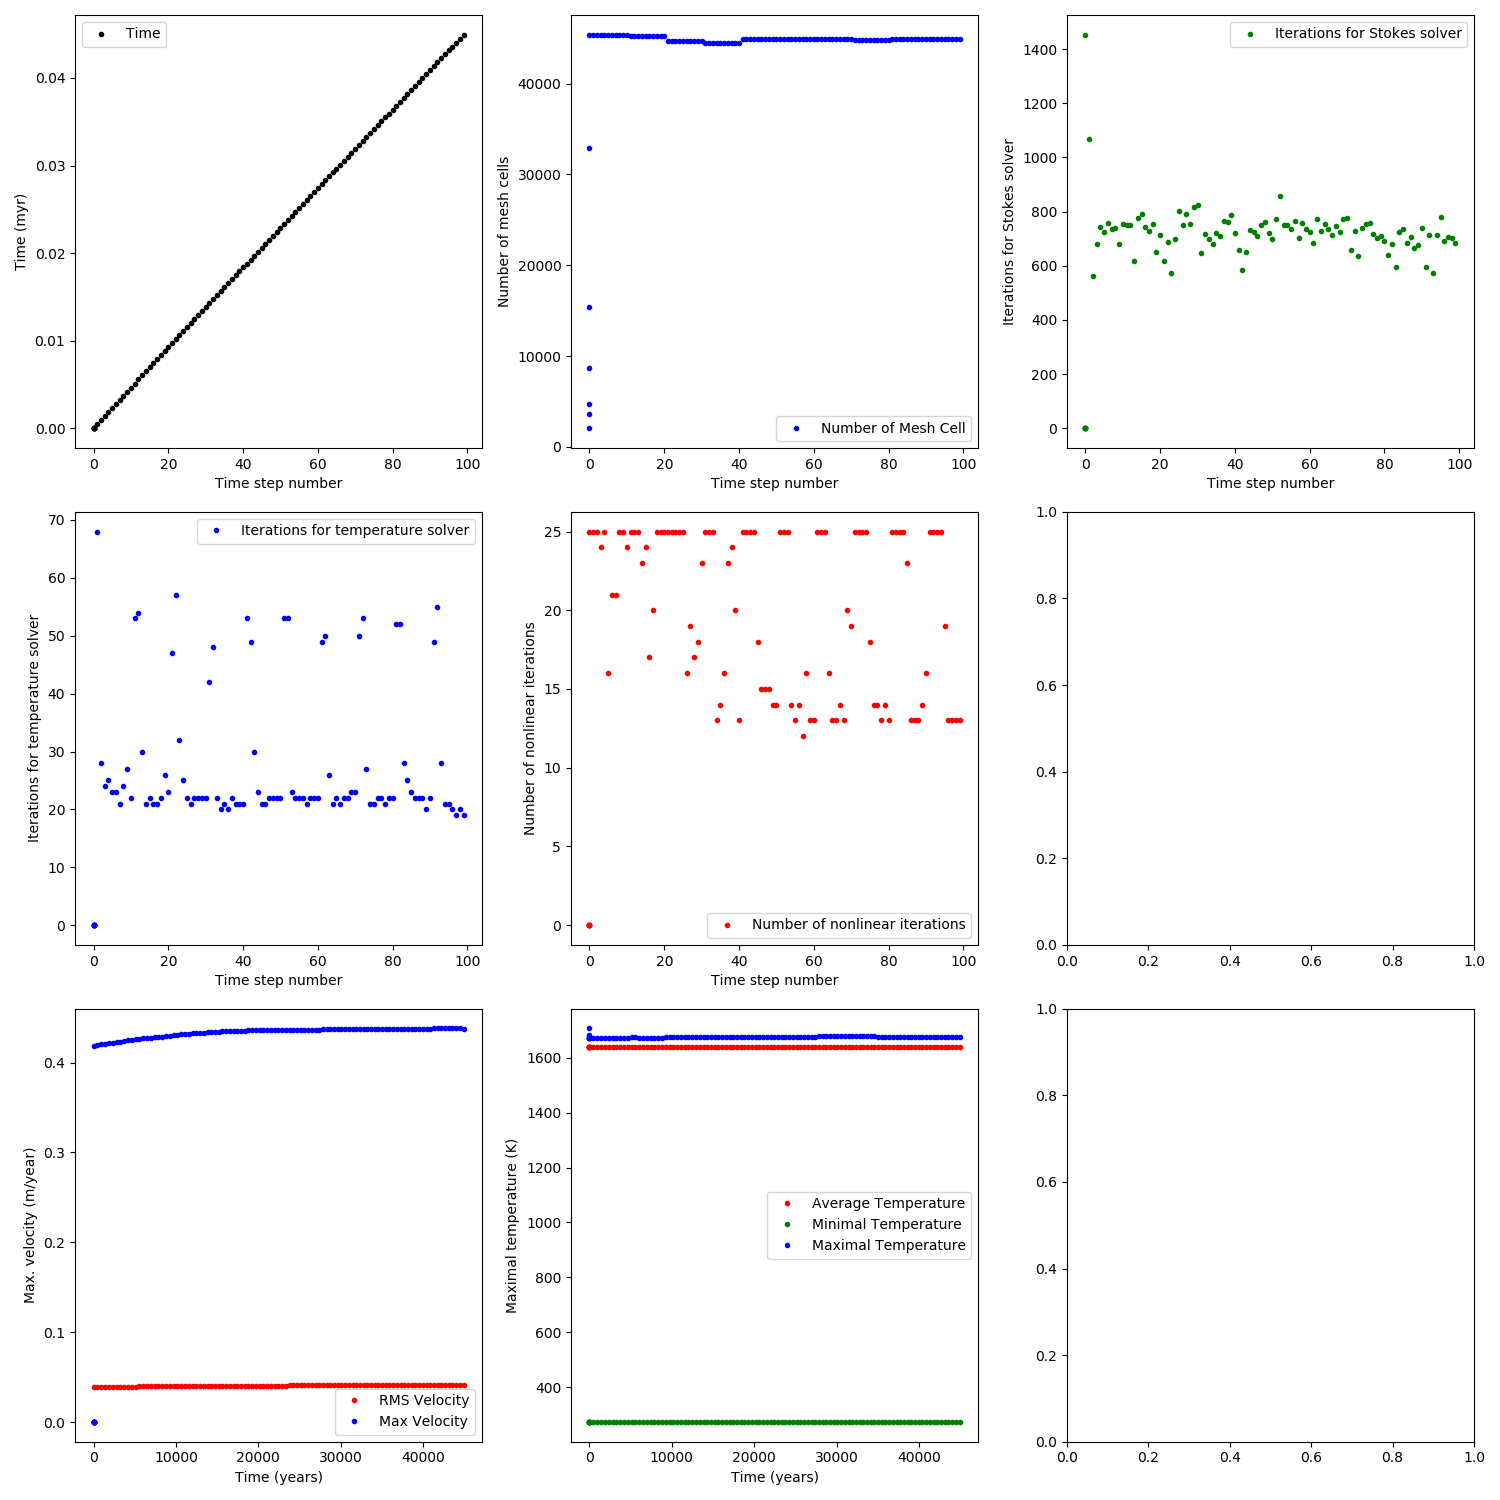 Time
0.04
0.03
0.02
0.01
0.00
Time (myr)
0 20 40 60 80 100
Time step number
40000
30000
20000
10000
0
Number of mesh cells
Number of Mesh Cell
0 20 40 60 80 100
Time step number
Iterations for Stokes solver
1400
1200
1000
800
600
400
200
0
Iterations for Stokes solver
0 20 40 60 80 100
Time step number
Iterations for temperature solver
70
60
50
40
30
20
10
0
Iterations for temperature solver
0 20 40 60 80 100
Time step number
25
20
15
10
5
0
Number of nonlinear iterations
Number of nonlinear iterations
0 20 40 60 80 100
Time step number
1.0
0.8
0.6
0.4
0.2
0.0
0.0 0.2 0.4 0.6 0.8 1.0
0.4
0.3
0.2
0.1
0.0
Max. velocity (m/year)
RMS Velocity
Max Velocity
0 10000 20000 30000 40000
Time (years)
1600
1400
1200
1000
800
600
400
Maximal temperature (K)
Average Temperature
Minimal Temperature
Maximal Temperature
0 10000 20000 30000 40000
Time (years)
1.0
0.8
0.6
0.4
0.2
0.0
0.0 0.2 0.4 0.6 0.8 1.0